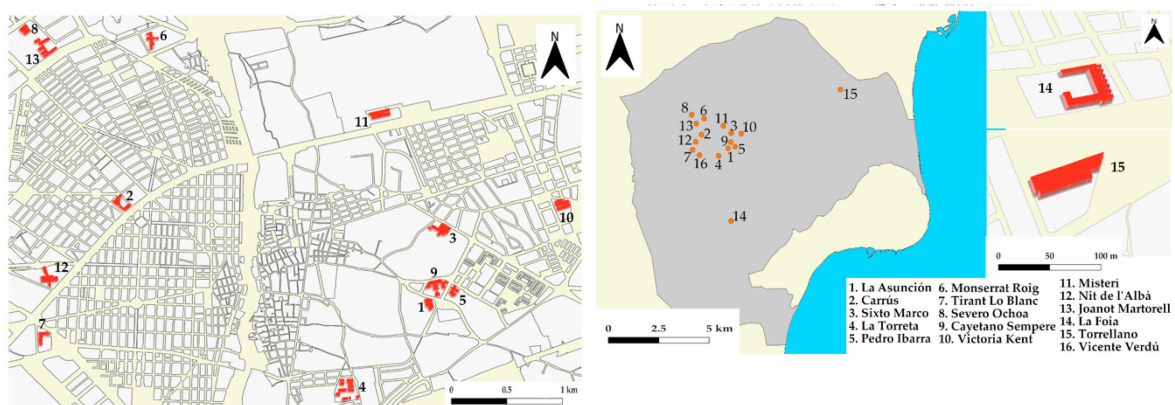 N
8
13
6
11
2
3
10
12
9
1
5
7
4
0 0.5 1 km
N
15
8
6
13
11
3
10
2
12
9
5
7
16
4
1
14
0 2.5 5 km
1. La Asunción
2. Carrús
3. Sixto Marco
4. La Torreta
5. Pedro Ibarra
6. Monserrat Roig
7. Tirant Lo Blanc
8. Severo Ochoa
9. Cayetano Sempere
10. Victoria Kent
11. Misteri
12. Nit de l'Albà
13. Joanot Martorell
14. La Foia
15. Torrellano
16. Vicente Verdú
N
14
15
0 50 100 m